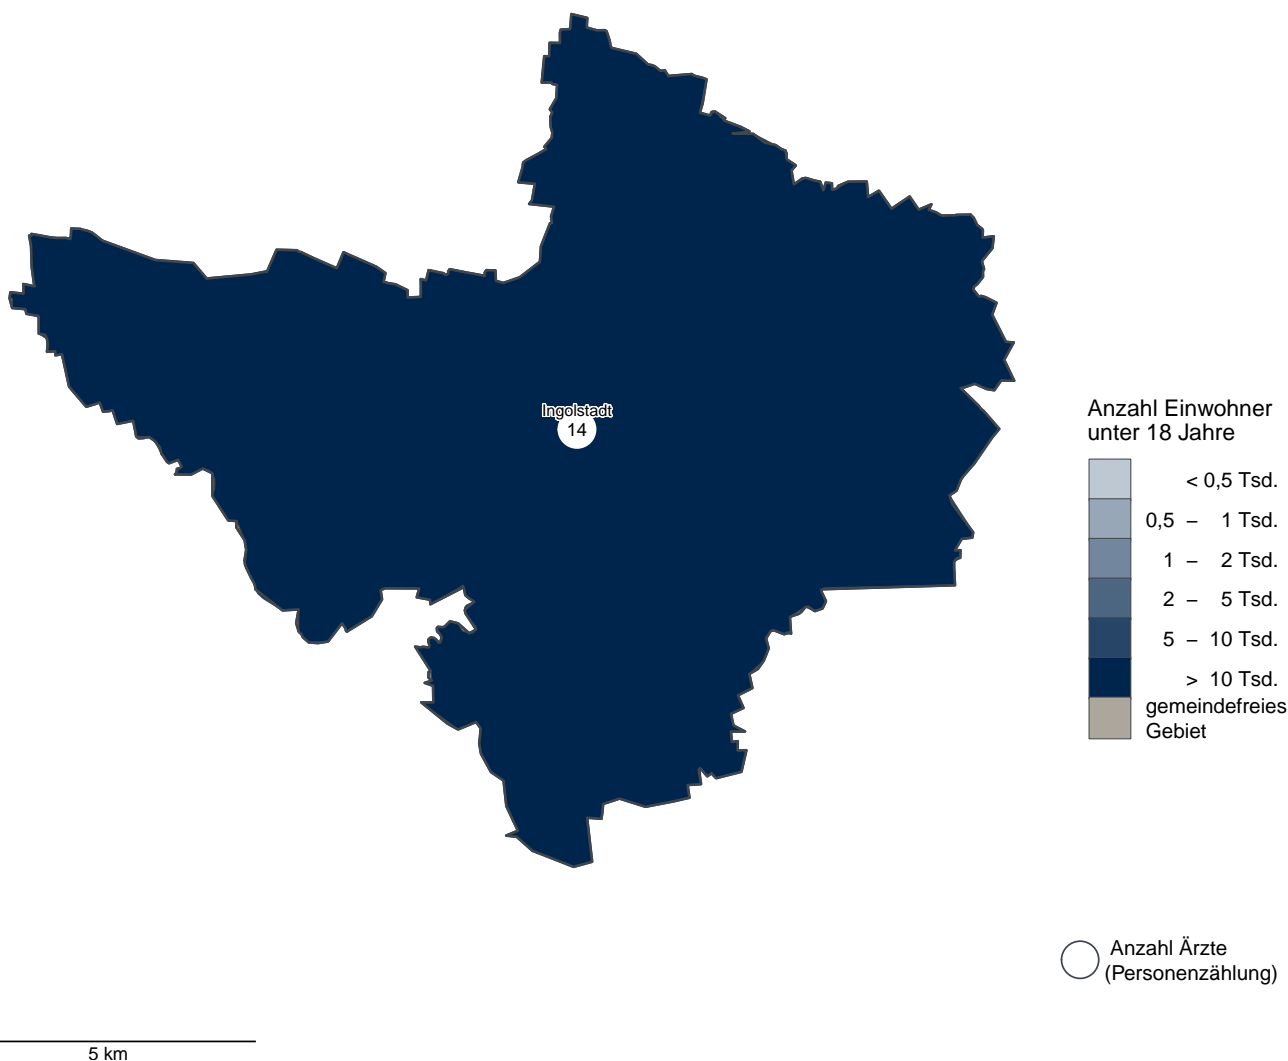 Ingolstadt
14
Anzahl Einwohner
unter 18 Jahre
< 0,5 Tsd.
0,5 – 1 Tsd.
1 – 2 Tsd.
2 – 5 Tsd.
5 – 10 Tsd.
> 10 Tsd.
gemeindefreies
Gebiet
Anzahl Ärzte
(Personenzählung)
5 km